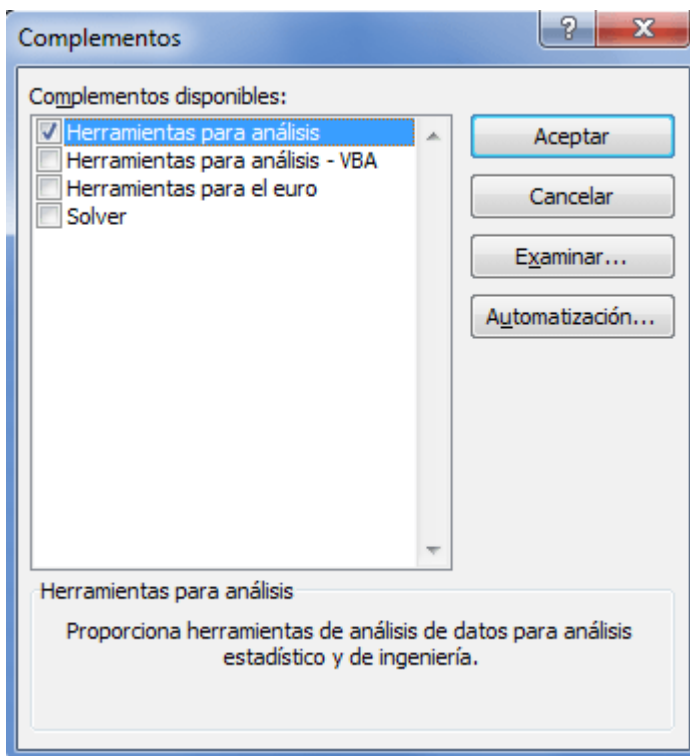 Complementos
Complementos disponibles:
Herramientas para análisis
Herramientas para análisis - VBA
Herramientas para el euro
Solver
Aceptar
Cancelar
Examinar...
Automatización...
Herramientas para análisis
Proporciona herramientas de análisis de datos para análisis
estadístico y de ingeniería.